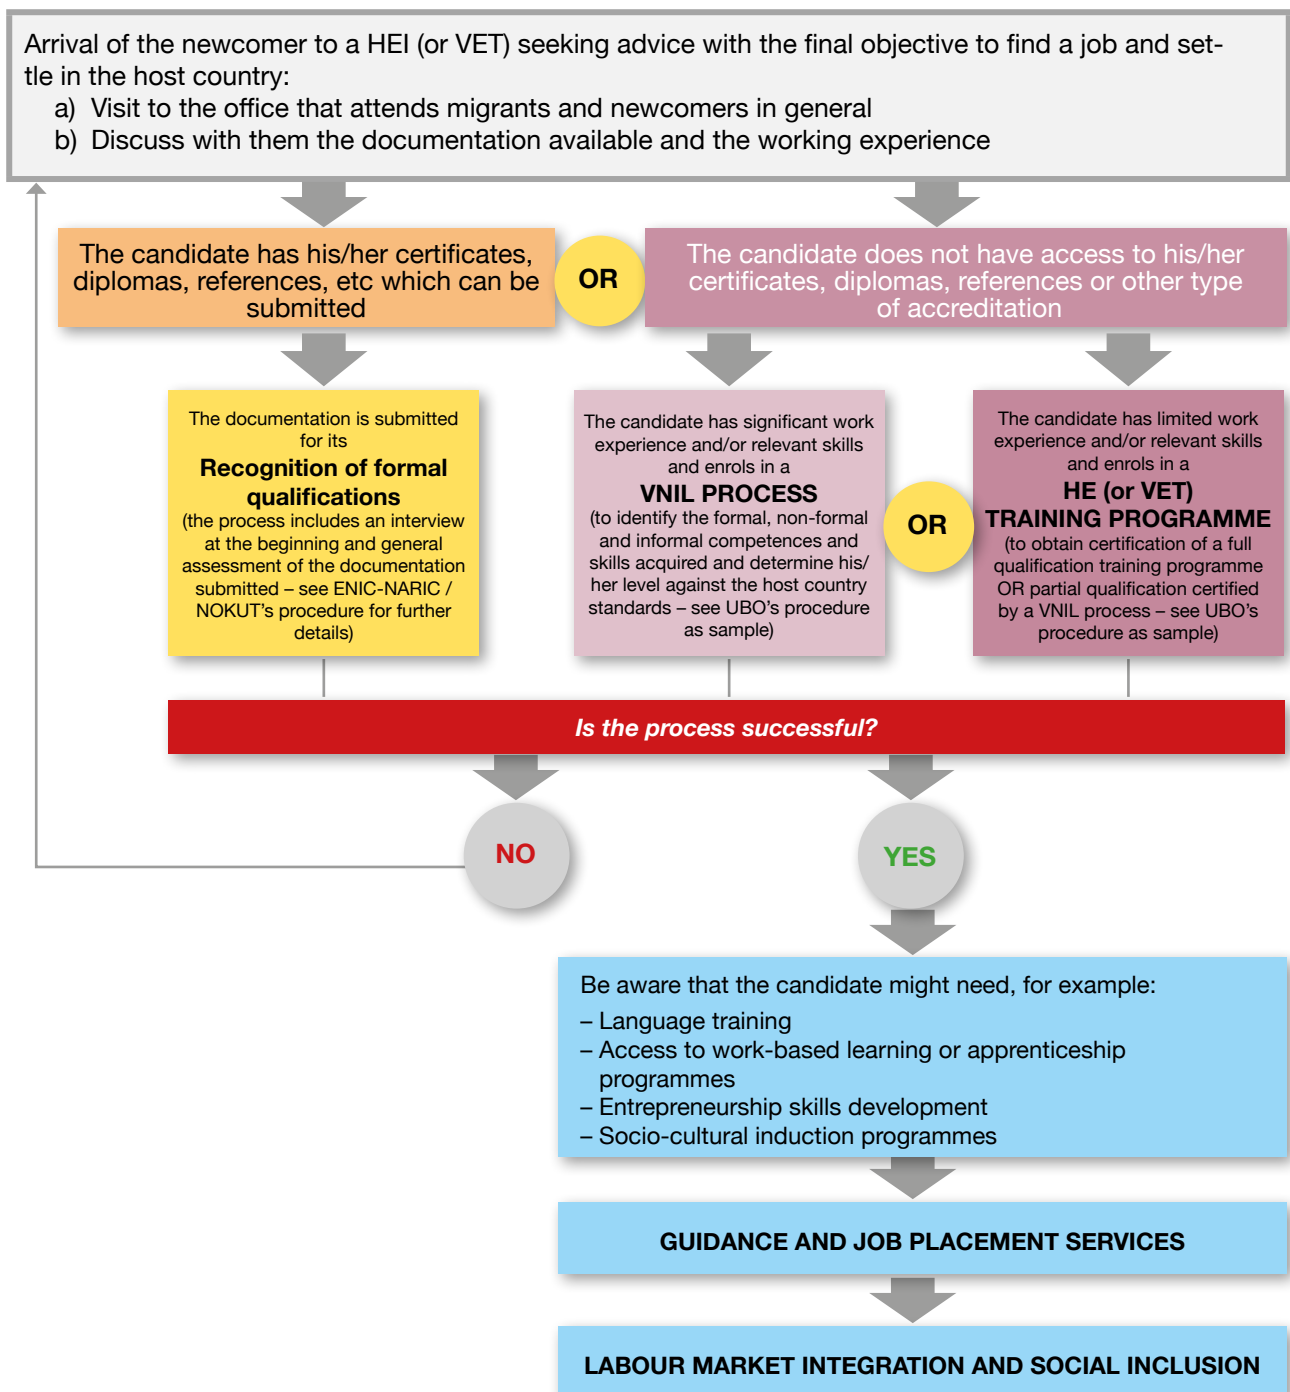 Arrival of the newcomer to a HEI (or VET) seeking advice with the final objective to find a job and set-
tle in the host country:
a) Visit to the office that attends migrants and newcomers in general
b) Discuss with them the documentation available and the working experience
The candidate has his/her certificates,
diplomas, references, etc which can be
submitted
OR
The candidate does not have access to his/her
certificates, diplomas, references or other type
of accreditation
The documentation is submitted
for its
Recognition of formal
qualifications
(the process includes an interview
at the beginning and general
assessment of the documentation
submitted – see ENIC-NARIC /
NOKUT’s procedure for further
details)
The candidate has significant work
experience and/or relevant skills
and enrols in a
VNIL PROCESS
(to identify the formal, non-formal
and informal competences and
skills acquired and determine his/
her level against the host country
standards – see UBO’s procedure
as sample)
OR
The candidate has limited work
experience and/or relevant skills
and enrols in a
HE (or VET)
TRAINING PROGRAMME
(to obtain certification of a full
qualification training programme
OR partial qualification certified
by a VNIL process – see UBO’s
procedure as sample)
Is the process successful?
NO
YES
Be aware that the candidate might need, for example:
– Language training
– Access to work-based learning or apprenticeship
programmes
– Entrepreneurship skills development
– Socio-cultural induction programmes
GUIDANCE AND JOB PLACEMENT SERVICES
LABOUR MARKET INTEGRATION AND SOCIAL INCLUSION